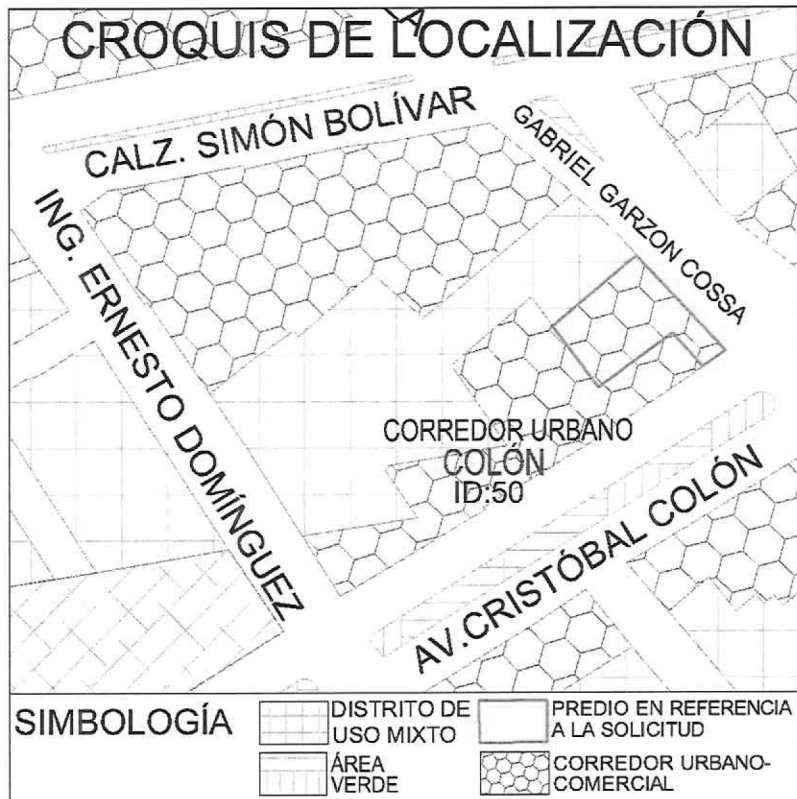 CROQUIS DE LOCALIZACIÓN
CALZ. SIMÓN BOLÍVAR
GABRIEL GARZON COSSA
ING. ERNESTO DOMÍNGUEZ
CORREDOR URBANO
COLÓN
ID:50
AV.CRISTÓBAL COLÓN
SIMBOLOGÍA
DISTRITO DE
USO MIXTO
PREDIO EN REFERENCIA
A LA SOLICITUD
ÁREA
VERDE
CORREDOR URBANO-
COMERCIAL